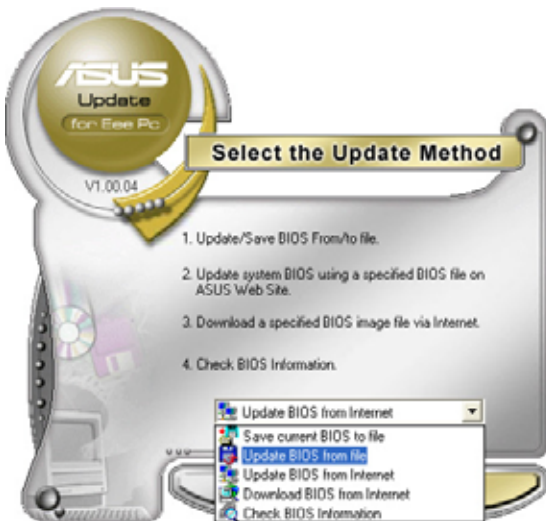 ASUS
Update
for Eee Pc
Select the Update Method
V1.00.04
1. Update/Save BIOS From/to file.
2. Update system BIOS using a specified BIOS file on
ASUS Web Site.
3. Download a specified BIOS image file via Internet.
4. Check BIOS Information.
Update BIOS from Internet
Save current BIOS to file
Update BIOS from file
Update BIOS from Internet
Download BIOS from Internet
Check BIOS Information